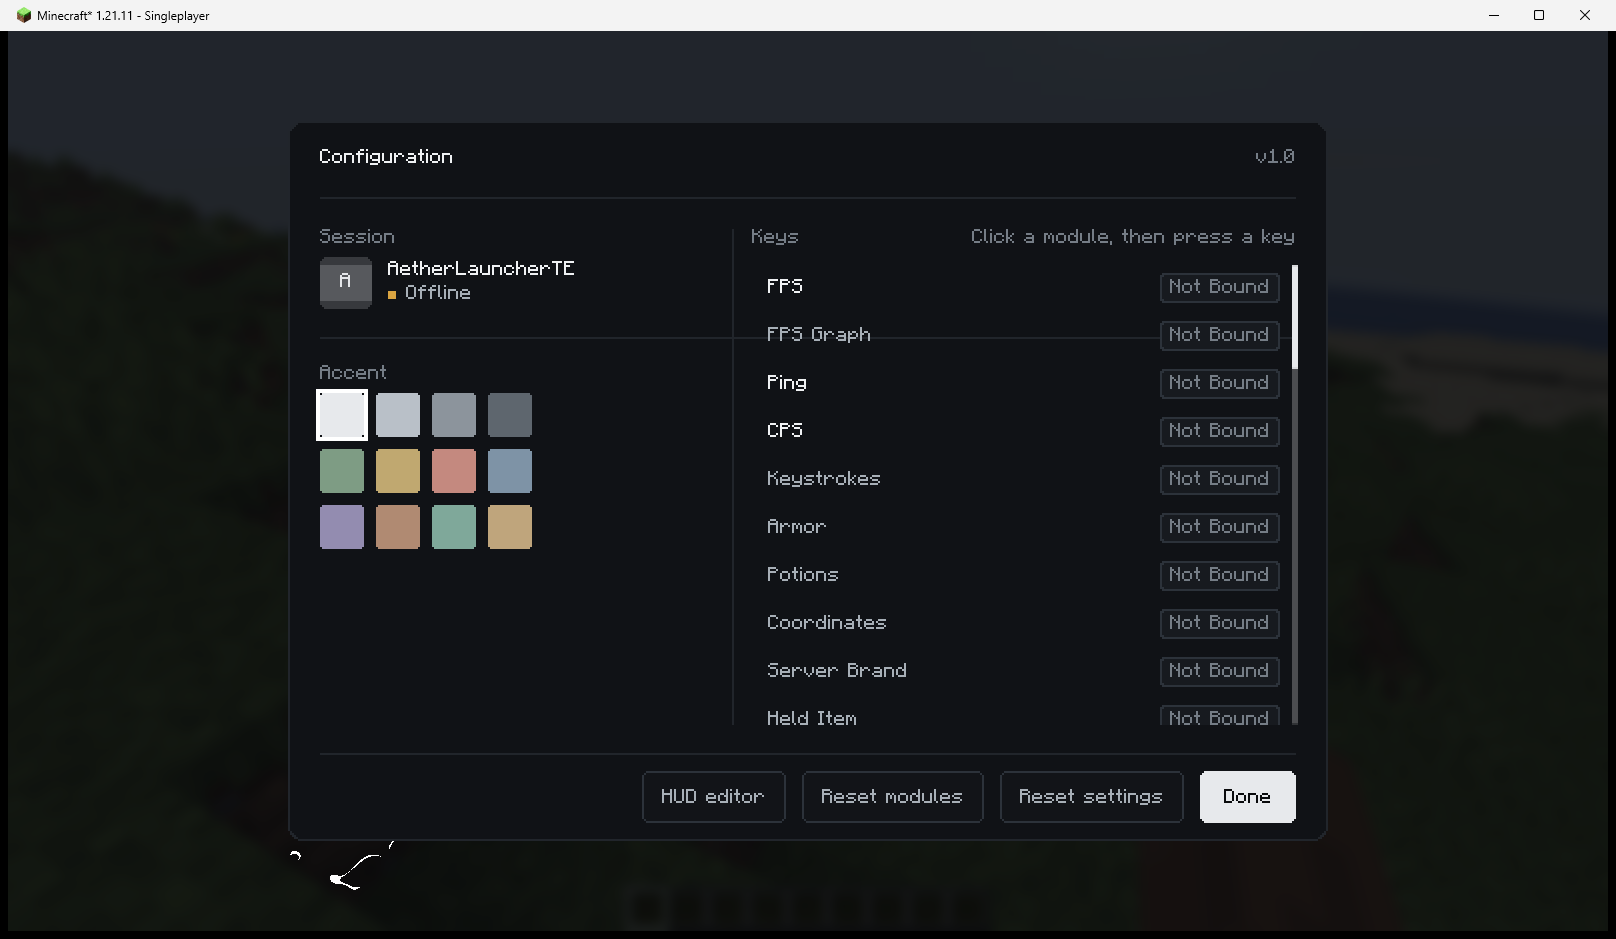 Minecraft* 1.21.11 - Singleplayer
Configuration
v1.0
Session
A
AetherLauncherTE
Offline
Accent
Keys
Click a module, then press a key
FPS
Not Bound
FPS Graph
Not Bound
Ping
Not Bound
CPS
Not Bound
Keystrokes
Not Bound
Armor
Not Bound
Potions
Not Bound
Coordinates
Not Bound
Server Brand
Not Bound
Held Item
Not Bound
HUD editor
Reset modules
Reset settings
Done